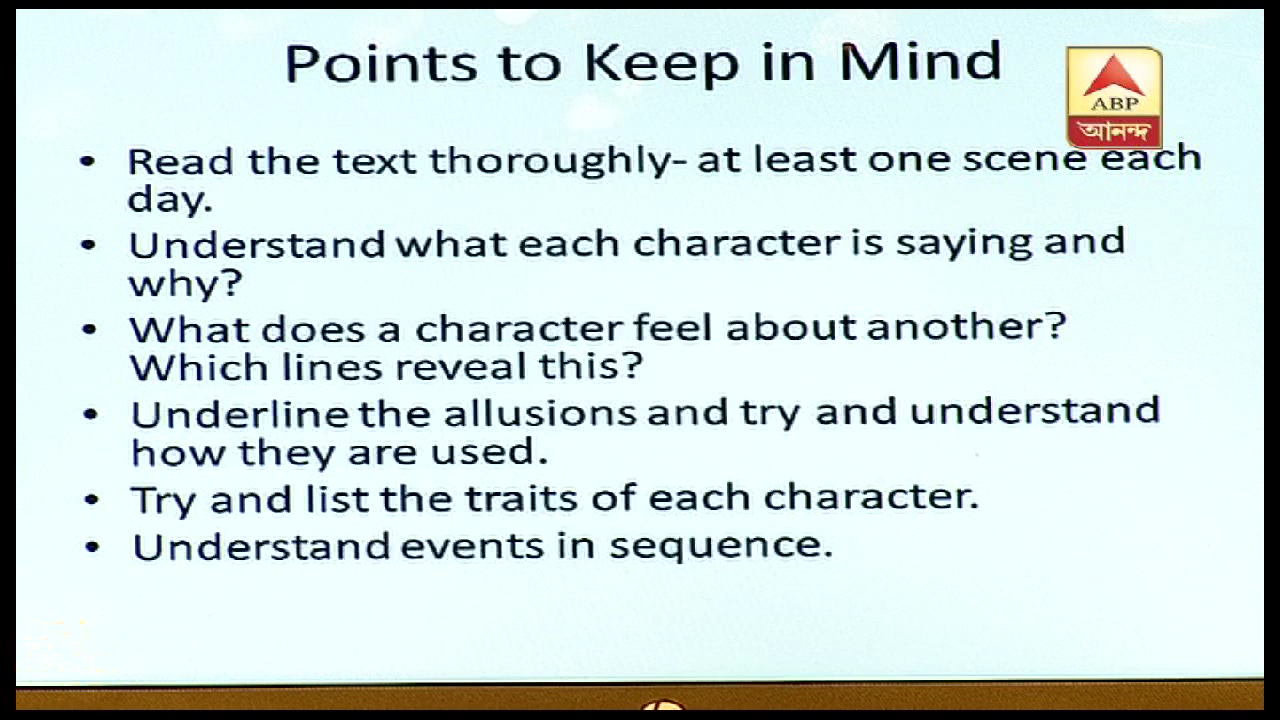 Points to Keep in Mind
ABP
আনন্দ
• Read the text thoroughly- at least one scene each
day.
• Understand what each character is saying and
why?
• What does a character feel about another?
Which lines reveal this?
• Underline the allusions and try and understand
how they are used.
• Try and list the traits of each character.
• Understand events in sequence.